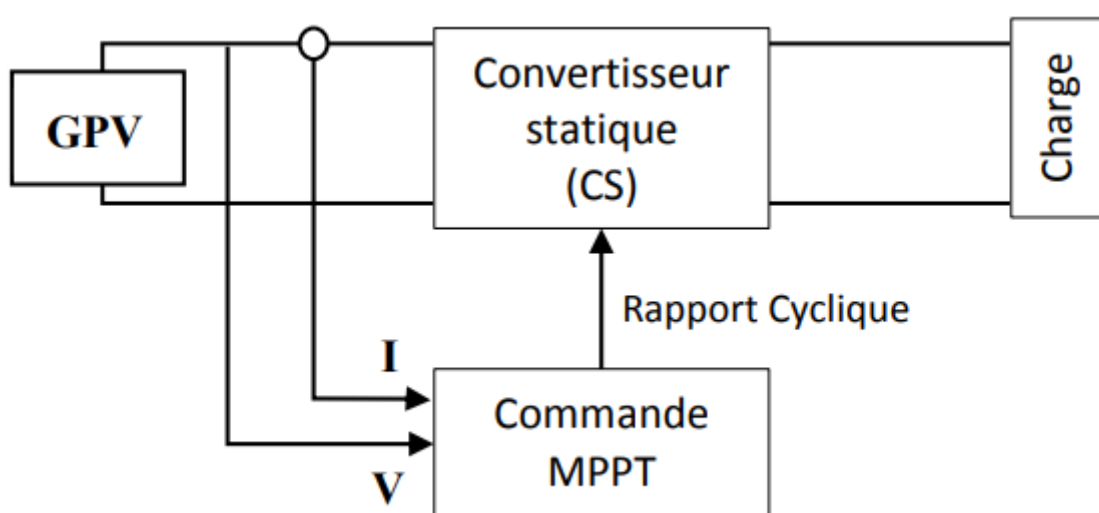 GPV
Convertisseur
statique
(CS)
Charge
Rapport Cyclique
I
V
Commande
MPPT